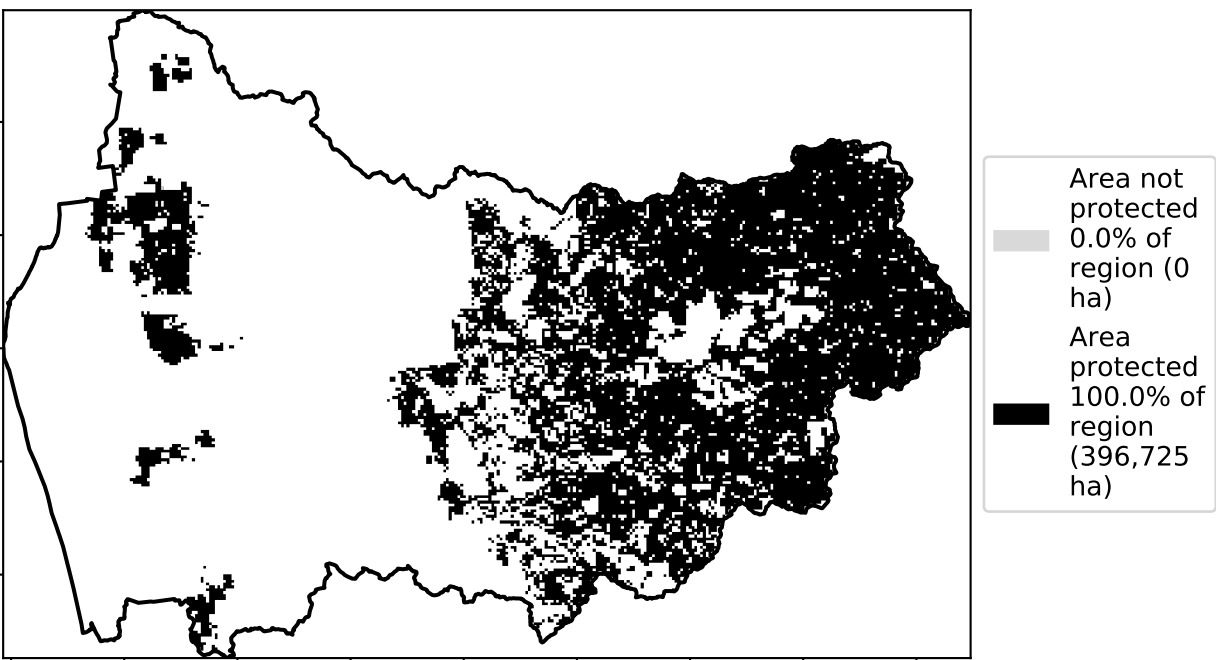 Area not
protected
0.0% of
region (0
ha)
Area
protected
100.0% of
region
(396,725
ha)